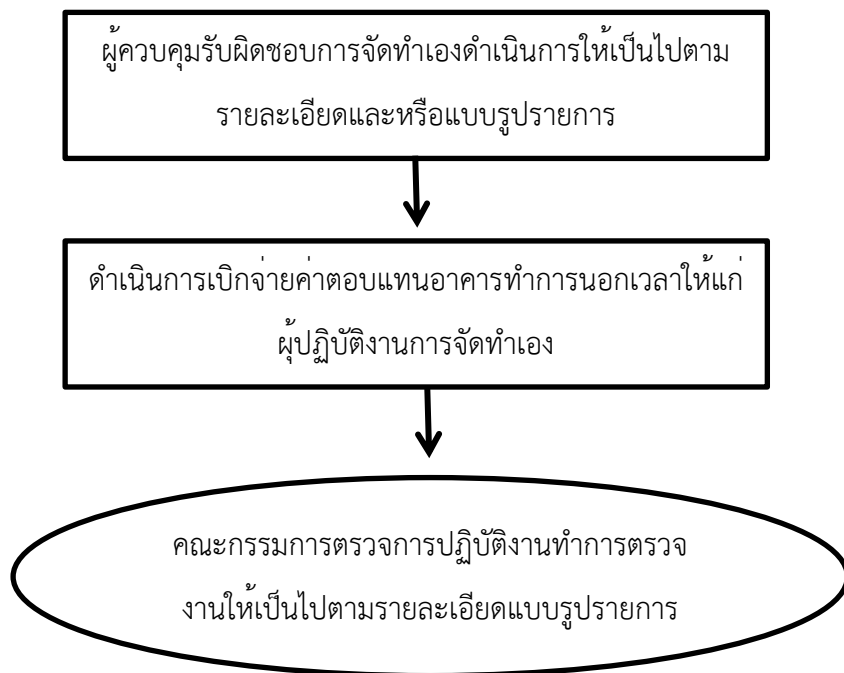 ผู้ควบคุมรับผิดชอบการจัดทำเองดำเนินการให้เป็นไปตาม
รายละเอียดและหรือแบบรูปรายการ
ดำเนินการเบิกจ่ายค่าตอบแทนอาคารทำการนอกเวลาให้แก่
ผุ้ปฏิบัติงานการจัดทำเอง
คณะกรรมการตรวจการปฏิบัติงานทำการตรวจ
งานให้เป็นไปตามรายละเอียดแบบรูปรายการ